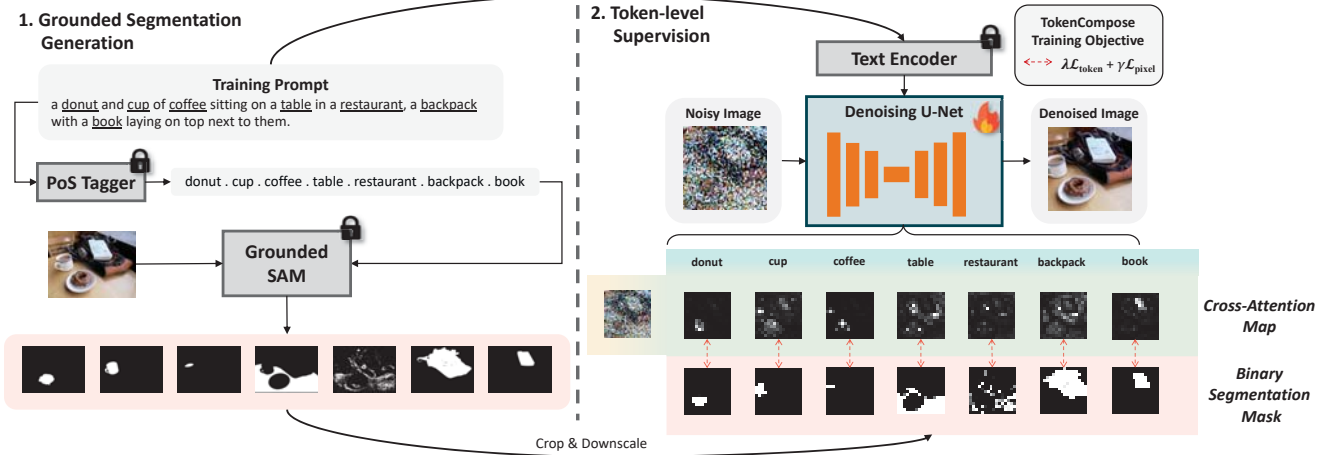 1. Grounded Segmentation
Generation
Training Prompt
a donut and cup of coffee sitting on a table in a restaurant, a backpack
with a book laying on top next to them.
PoS Tagger
donut . cup . coffee . table . restaurant . backpack . book
Grounded
SAM
Crop & Downscale
2. Token-level
Supervision
Text Encoder
TokenCompose
Training Objective
λℒtoken + γℒpixel
Noisy Image
Denoising U-Net
Denoised Image
donut cup coffee table restaurant backpack book
Cross-Attention
Map
Binary
Segmentation
Mask